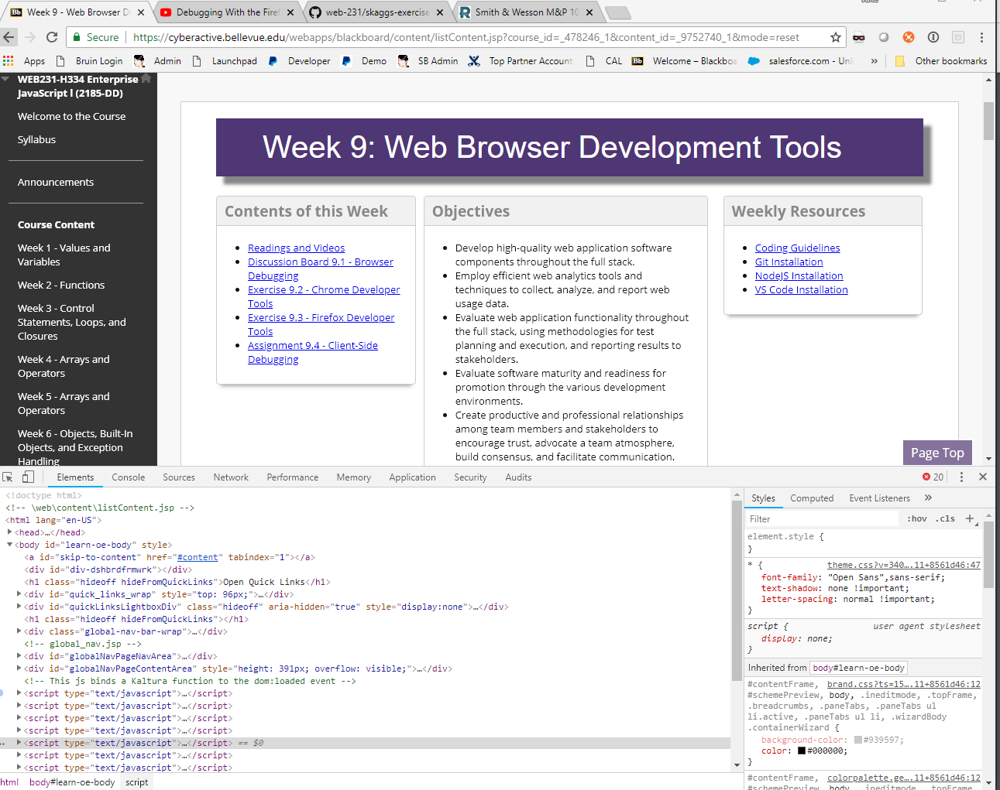 Jake
Week 9 - Web Browser D
Debugging With the Firef
web-231/skaggs-exercise
Smith & Wesson M&P 10
Secure https://cyberactive.bellevue.edu/webapps/blackboard/content/listContent.jsp?course_id=_478246_1&content_id=_9752740_1&mode=reset
Apps Bruin Login Admin Launchpad Developer Demo SB Admin Top Partner Account CAL Bb Welcome – Blackboa salesforce.com - Unl » Other bookmarks
WEB231-H334 Enterprise
JavaScript I (2185-DD)
Welcome to the Course
Syllabus
Announcements
Course Content
Week 1 - Values and
Variables
Week 2 - Functions
Week 3 - Control
Statements, Loops, and
Closures
Week 4 - Arrays and
Operators
Week 5 - Arrays and
Operators
Week 6 - Objects, Built-In
Objects, and Exception
Handling
Week 9: Web Browser Development Tools
Contents of this Week
Readings and Videos
Discussion Board 9.1 - Browser
Debugging
Exercise 9.2 - Chrome Developer
Tools
Exercise 9.3 - Firefox Developer
Tools
Assignment 9.4 - Client-Side
Debugging
Objectives
Develop high-quality web application software
components throughout the full stack.
Employ efficient web analytics tools and
techniques to collect, analyze, and report web
usage data.
Evaluate web application functionality throughout
the full stack, using methodologies for test
planning and execution, and reporting results to
stakeholders.
Evaluate software maturity and readiness for
promotion through the various development
environments.
Create productive and professional relationships
among team members and stakeholders to
encourage trust, advocate a team atmosphere,
build consensus, and facilitate communication.
Weekly Resources
Coding Guidelines
Git Installation
NodeJS Installation
VS Code Installation
Page Top
Elements Console Sources Network Performance Memory Application Security Audits 20
<!doctype html>
<!-- \web\content\listContent.jsp -->
<html lang="en-US">
<head>…</head>
<body id="learn-oe-body" style>
<a id="skip-to-content" href="#content" tabindex="1"></a>
<div id="div-dshbrdfrmwrk"></div>
<h1 class="hideoff hideFromQuickLinks">Open Quick Links</h1>
<div id="quick_links_wrap" style="top: 96px;">…</div>
<div id="quickLinksLightboxDiv" class="hideoff" aria-hidden="true" style="display:none">…</div>
<h1 class="hideoff hideFromQuickLinks"></h1>
<div class="global-nav-bar-wrap">…</div>
<!-- global_nav.jsp -->
<div id="globalNavPageNavArea">…</div>
<div id="globalNavPageContentArea" style="height: 391px; overflow: visible;">…</div>
<!-- This js binds a Kaltura function to the dom:loaded event -->
<script type="text/javascript">…</script>
<script type="text/javascript">…</script>
<script type="text/javascript">…</script>
<script type="text/javascript">…</script>
<script type="text/javascript">…</script> == $0
<script type="text/javascript">…</script>
<script type="text/javascript">…</script>
html body#learn-oe-body script
Styles Computed Event Listeners »
Filter :hov .cls +
element.style {
}
* { theme.css?v=340…11+8561d46:47
font-family: "Open Sans",sans-serif;
text-shadow: none !important;
letter-spacing: normal !important;
}
script { user agent stylesheet
display: none;
}
Inherited from body#learn-oe-body
#contentFrame, brand.css?ts=15…11+8561d46:12
#schemePreview, body, .ineditmode, .topFrame,
.breadcrumbs, .paneTabs, .paneTabs ul
li.active, .paneTabs ul li, .wizardBody
.containerWizard {
background-color: #939597;
color: #000000;
}
#contentFrame, colorpalette.ge…11+8561d46:12
#schemePreview, body, .ineditmode, .topFrame,